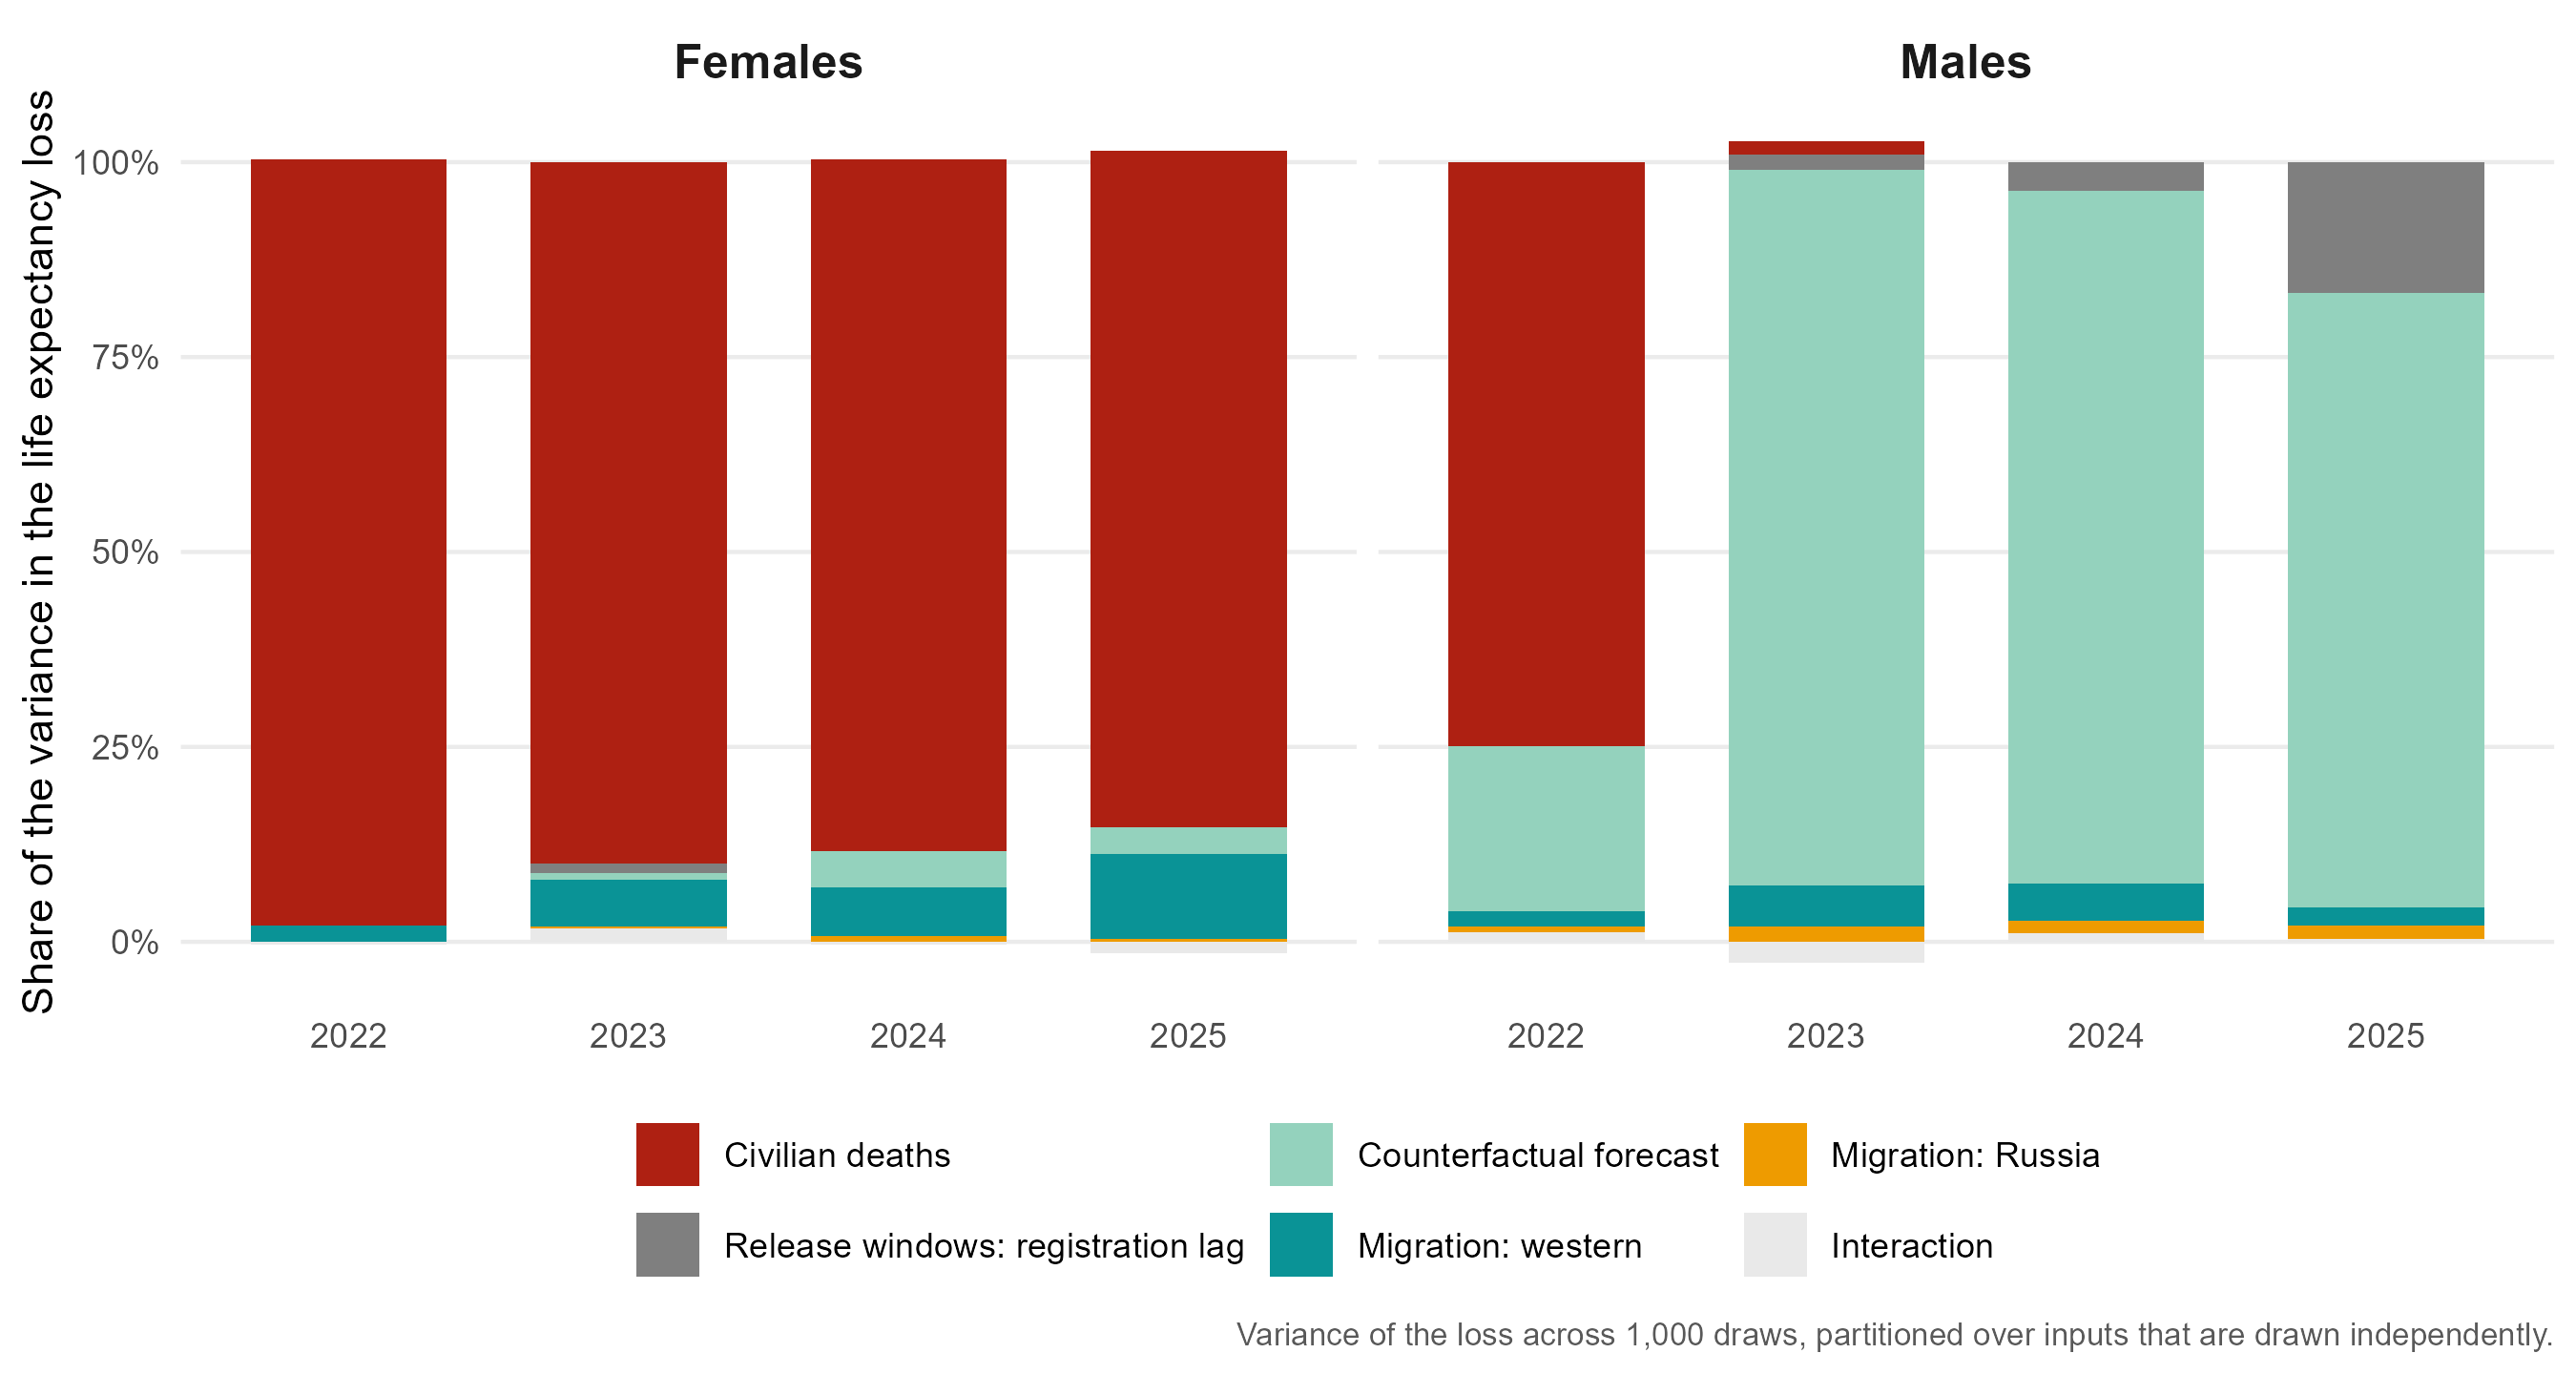 Females
Males
Share of the variance in the life expectancy loss
100%
75%
50%
25%
0%
2022
2023
2024
2025
2022
2023
2024
2025
Civilian deaths
Counterfactual forecast
Migration: Russia
Release windows: registration lag
Migration: western
Interaction
Variance of the loss across 1,000 draws, partitioned over inputs that are drawn independently.